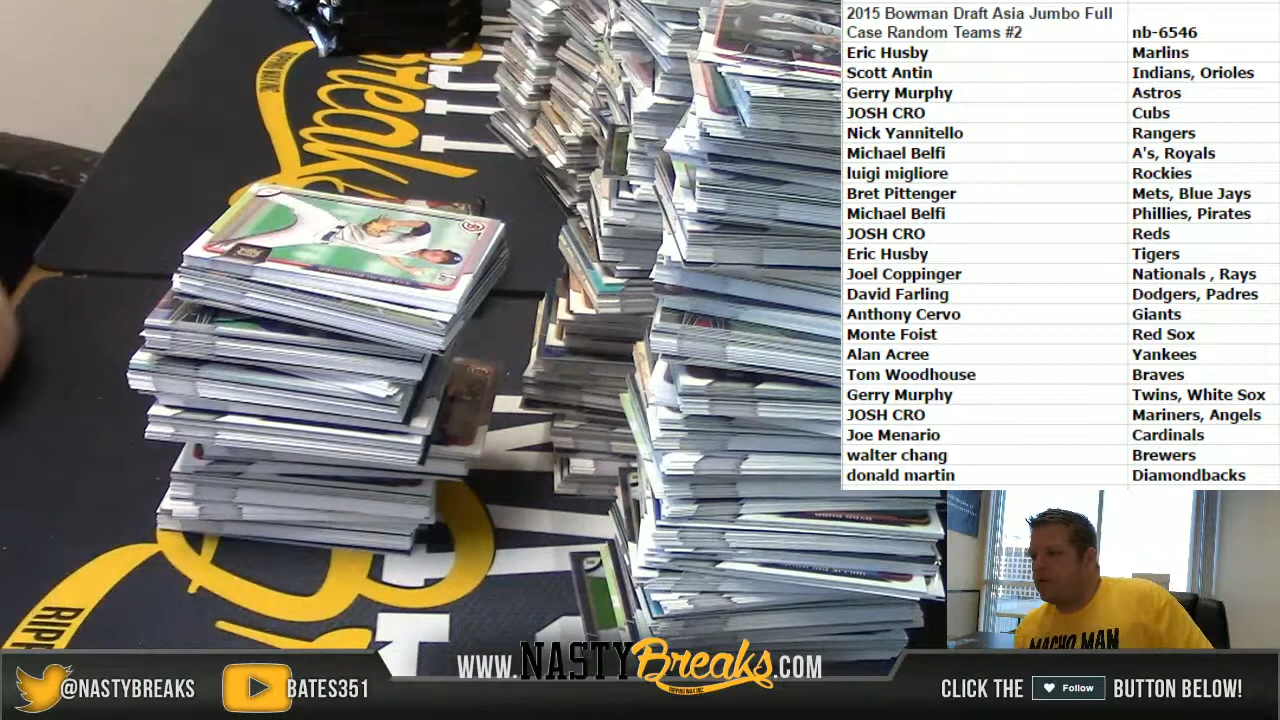 2015 Bowman Draft Asia Jumbo Full
Case Random Teams #2 nb-6546
Eric Husby Marlins
Scott Antin Indians, Orioles
Gerry Murphy Astros
JOSH CRO Cubs
Nick Yannitello Rangers
Michael Belfi A's, Royals
luigi migliore Rockies
Bret Pittenger Mets, Blue Jays
Michael Belfi Phillies, Pirates
JOSH CRO Reds
Eric Husby Tigers
Joel Coppinger Nationals , Rays
David Farling Dodgers, Padres
Anthony Cervo Giants
Monte Foist Red Sox
Alan Acree Yankees
Tom Woodhouse Braves
Gerry Murphy Twins, White Sox
JOSH CRO Mariners, Angels
Joe Menario Cardinals
walter chang Brewers
donald martin Diamondbacks
Breaks
RIPP
MACHO MAN
@NASTYBREAKS
BATES351
WWW.NASTYBreaks.COM
RIPPING WAX INC
CLICK THE Follow BUTTON BELOW!